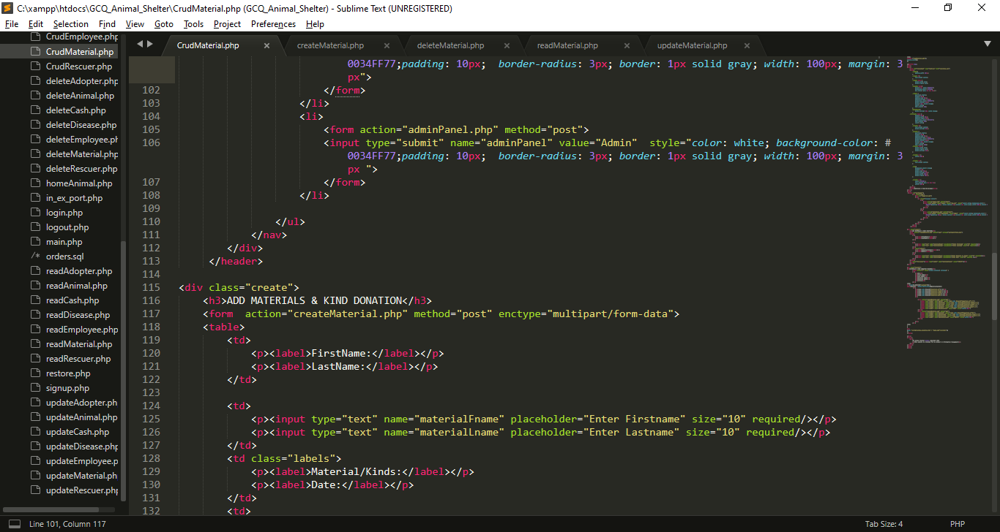 C:\xampp\htdocs\GCQ_Animal_Shelter\CrudMaterial.php (GCQ_Animal_Shelter) - Sublime Text (UNREGISTERED)
File Edit Selection Find View Goto Tools Project Preferences Help
CrudEmployee.php
CrudMaterial.php
CrudRescuer.php
deleteAdopter.php
deleteAnimal.php
deleteCash.php
deleteDisease.php
deleteEmployee.ph
deleteMaterial.php
deleteRescuer.php
homeAnimal.php
in_ex_port.php
login.php
logout.php
main.php
/* orders.sql
readAdopter.php
readAnimal.php
readCash.php
readDisease.php
readEmployee.php
readMaterial.php
readRescuer.php
restore.php
signup.php
updateAdopter.ph
updateAnimal.php
updateCash.php
updateDisease.php
updateEmployee.p
updateMaterial.ph
updateRescuer.php
CrudMaterial.php × createMaterial.php × deleteMaterial.php × readMaterial.php × updateMaterial.php ×
0034FF77;padding: 10px;  border-radius: 3px; border: 1px solid gray; width: 100px; margin: 3
px">
102 </form>
103 </li>
104 <li>
105 <form action="adminPanel.php" method="post">
106 <input type="submit" name="adminPanel" value="Admin"  style="color: white; background-color: #
0034FF77;padding: 10px;  border-radius: 3px; border: 1px solid gray; width: 100px; margin: 3
px ">
107 </form>
108 </li>
109
110 </ul>
111 </nav>
112 </div>
113 </header>
114
115 <div class="create">
116 <h3>ADD MATERIALS & KIND DONATION</h3>
117 <form  action="createMaterial.php" method="post" enctype="multipart/form-data">
118 <table>
119 <td>
120 <p><label>FirstName:</label></p>
121 <p><label>LastName:</label></p>
122 </td>
123
124 <td>
125 <p><input type="text" name="materialFname" placeholder="Enter Firstname" size="10" required/></p>
126 <p><input type="text" name="materialLname" placeholder="Enter Lastname" size="10" required/></p>
127 </td>
128 <td class="labels">
129 <p><label>Material/Kinds:</label></p>
130 <p><label>Date:</label></p>
131 </td>
132 <td>
Line 101, Column 117 Tab Size: 4 PHP